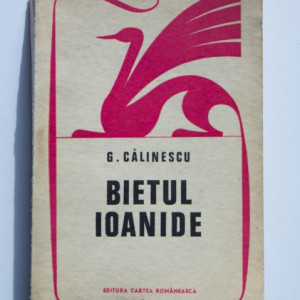 G. CĂLINESCU
BIETUL
IOANIDE
EDITURA CARTEA ROMÂNEASCĂ